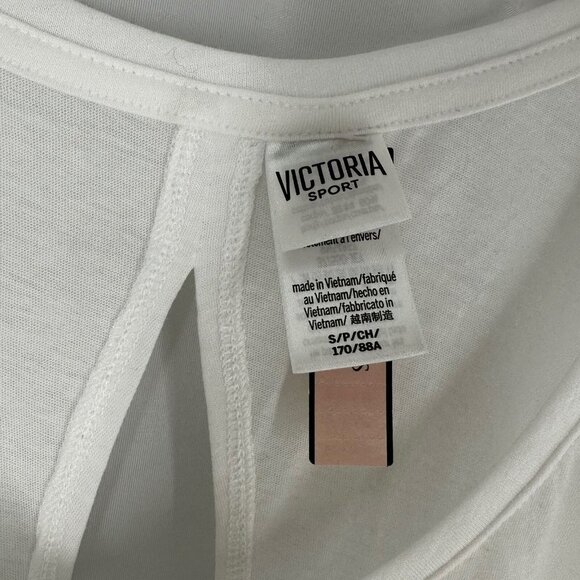 VICTORIA
SPORT
à l'envers/
made in Vietnam/fabriqué
au Vietnam/hecho en
Vietnam/fabbricato in
Vietnam/ 越南制造
S/P/CH/
170/88A
S